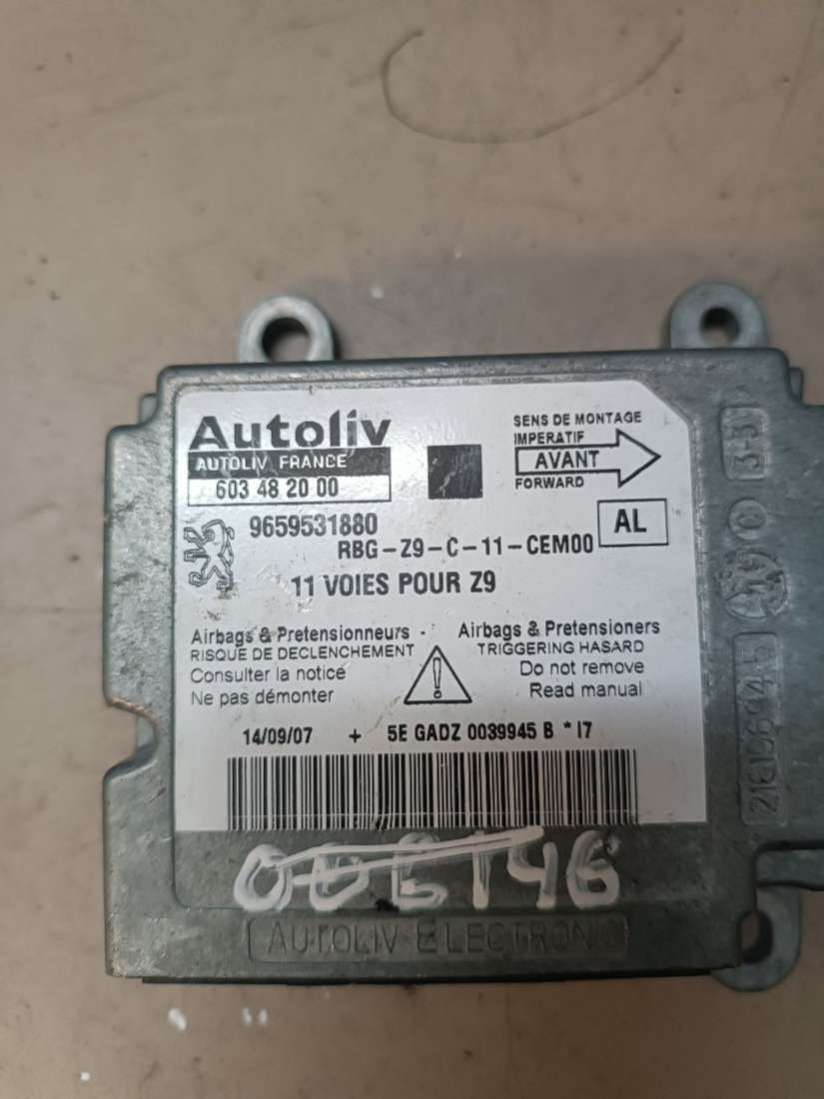 Autoliv
AUTOLIV FRANCE
603 48 20 00
SENS DE MONTAGE
IMPERATIF
AVANT
FORWARD
9659531880
AL
RBG-Z9-C-11-CEM00
11 VOIES POUR Z9
Airbags & Pretensionneurs -
RISQUE DE DECLENCHEMENT
Consulter la notice
Ne pas démonter
Airbags & Pretensioners
TRIGGERING HASARD
Do not remove
Read manual
14/09/07 + 5E GADZ 0039945 B * I7
AUTOLIV ELECTRONIC
3-3